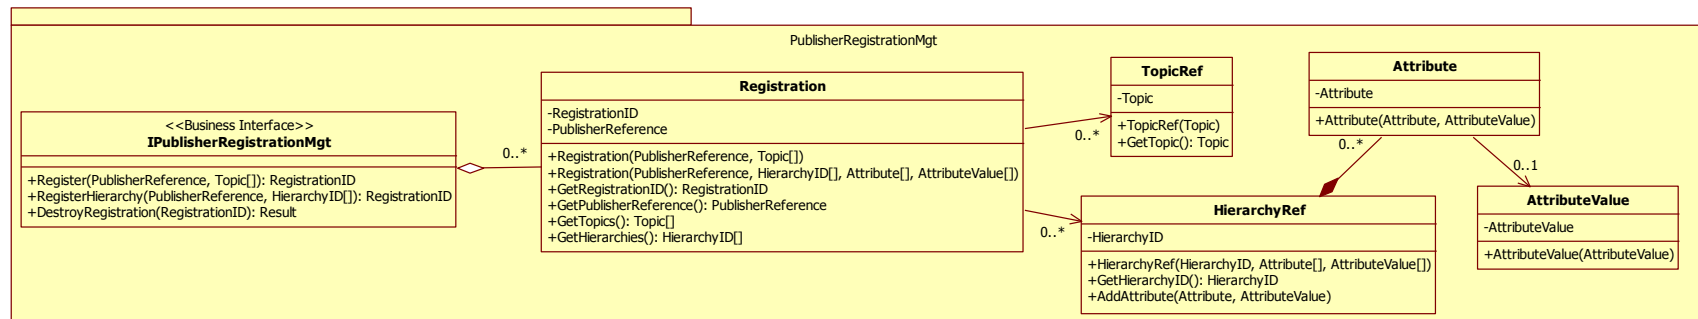 PublisherRegistrationMgt
<<Business Interface>>
IPublisherRegistrationMgt
+Register(PublisherReference, Topic[]): RegistrationID
+RegisterHierarchy(PublisherReference, HierarchyID[]): RegistrationID
+DestroyRegistration(RegistrationID): Result
0..*
Registration
-RegistrationID
-PublisherReference
+Registration(PublisherReference, Topic[])
+Registration(PublisherReference, HierarchyID[], Attribute[], AttributeValue[])
+GetRegistrationID(): RegistrationID
+GetPublisherReference(): PublisherReference
+GetTopics(): Topic[]
+GetHierarchies(): HierarchyID[]
0..*
0..*
TopicRef
-Topic
+TopicRef(Topic)
+GetTopic(): Topic
Attribute
-Attribute
+Attribute(Attribute, AttributeValue)
0..*
0..1
HierarchyRef
-HierarchyID
+HierarchyRef(HierarchyID, Attribute[], AttributeValue[])
+GetHierarchyID(): HierarchyID
+AddAttribute(Attribute, AttributeValue)
AttributeValue
-AttributeValue
+AttributeValue(AttributeValue)